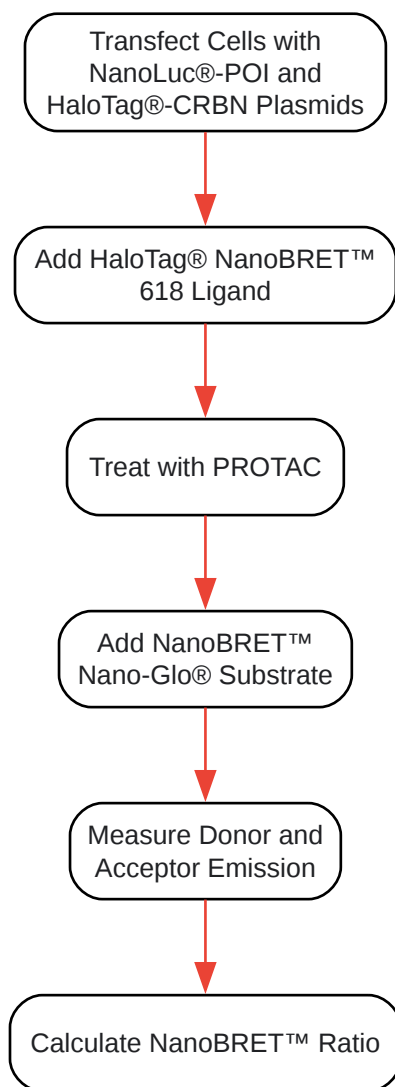 Transfect Cells with
NanoLuc®-POI and
HaloTag®-CRBN Plasmids
Add HaloTag® NanoBRET™
618 Ligand
Treat with PROTAC
Add NanoBRET™
Nano-Glo® Substrate
Measure Donor and
Acceptor Emission
Calculate NanoBRET™ Ratio